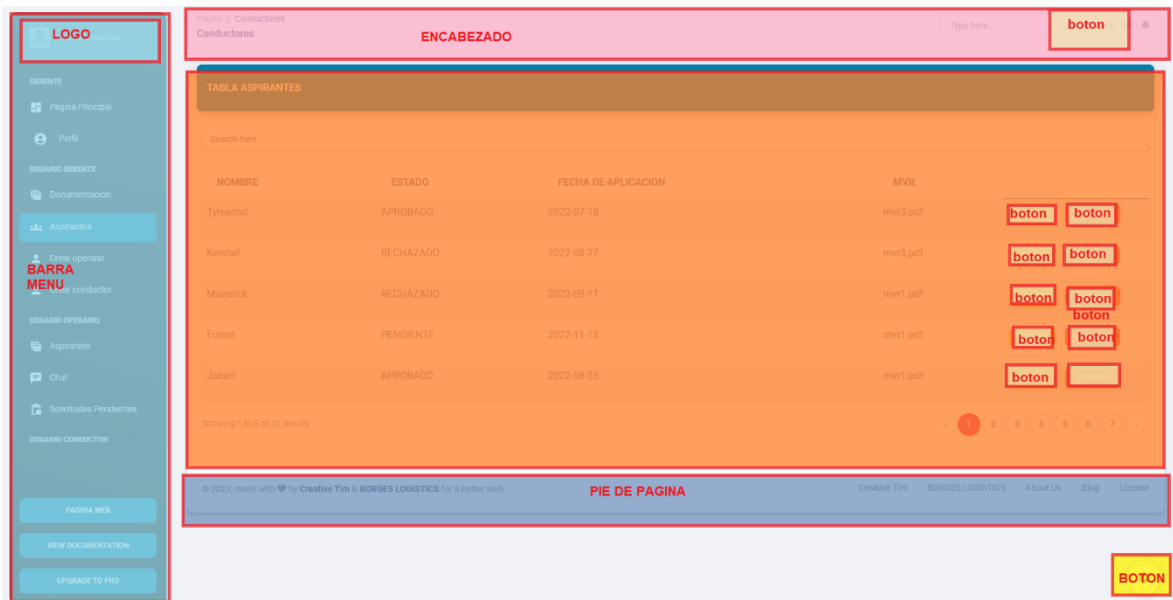 LOGO
GERENTE
Pagina Principal
Perfil
USUARIO GERENTE
Documentacion
Aspirantes
Crear operario
BARRA
MENU
Crear conductor
USUARIO OPERARIO
Aspirantes
Chat
Solicitudes Pendientes
USUARIO CONDUCTOR
PAGINA WEB
VIEW DOCUMENTATION
UPGRADE TO PRO
Pages / Conductores
Conductores
ENCABEZADO
Type here...
boton
TABLA ASPIRANTES
Search here
NOMBRE ESTADO FECHA DE APLICACION MVR
Tyresdsd APROBADO 2022-07-18 mvr3.pdf boton boton
Kendall RECHAZADO 2022-08-27 mvr3.pdf boton boton
Maverick RECHAZADO 2022-09-11 mvr1.pdf boton boton
boton
Forest PENDIENTE 2022-11-13 mvr1.pdf boton boton
Jabari APROBADO 2022-08-25 mvr1.pdf boton
Showing 1 to 5 of 31 results ‹ 1 2 3 4 5 6 7 ›
© 2023, made with ♥ by Creative Tim & BORGES LOGISTICS for a better web. PIE DE PAGINA Creative Tim BORGES LOGISTICS About Us Blog License
BOTON